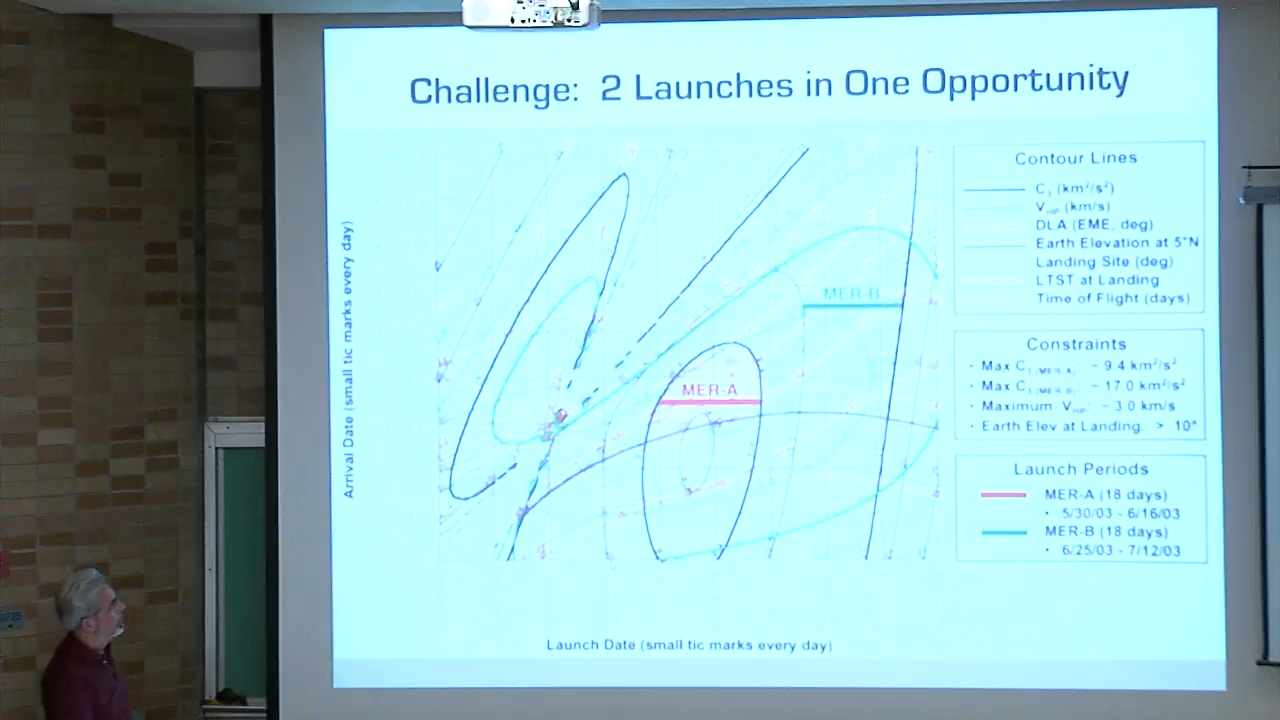 Challenge: 2 Launches in One Opportunity
Arrival Date (small tic marks every day)
MER-B
MER-A
Launch Date (small tic marks every day)
Contour Lines
C₃ (km²/s²)
V_HP (km/s)
DLA (EME, deg)
Earth Elevation at 5°N
Landing Site (deg)
LTST at Landing
Time of Flight (days)
Constraints
· Max C₃ (MER-A): ~ 9.4 km²/s²
· Max C₃ (MER-B): ~ 17.0 km²/s²
· Maximum V_HP: ~ 3.0 km/s
· Earth Elev at Landing: > 10°
Launch Periods
MER-A (18 days)
· 5/30/03 - 6/16/03
MER-B (18 days)
· 6/25/03 - 7/12/03